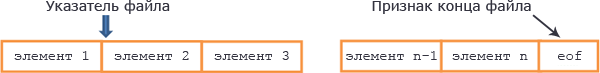 Указатель файла
Признак конца файла
элемент 1 элемент 2 элемент 3
элемент n-1 элемент n eof